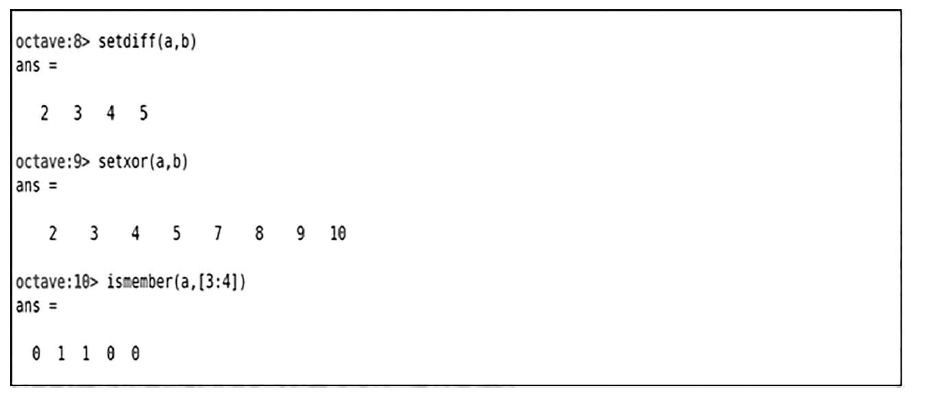 octave:8> setdiff(a,b)
ans =
2 3 4 5
octave:9> setxor(a,b)
ans =
2 3 4 5 7 8 9 10
octave:10> ismember(a,[3:4])
ans =
0 1 1 0 0